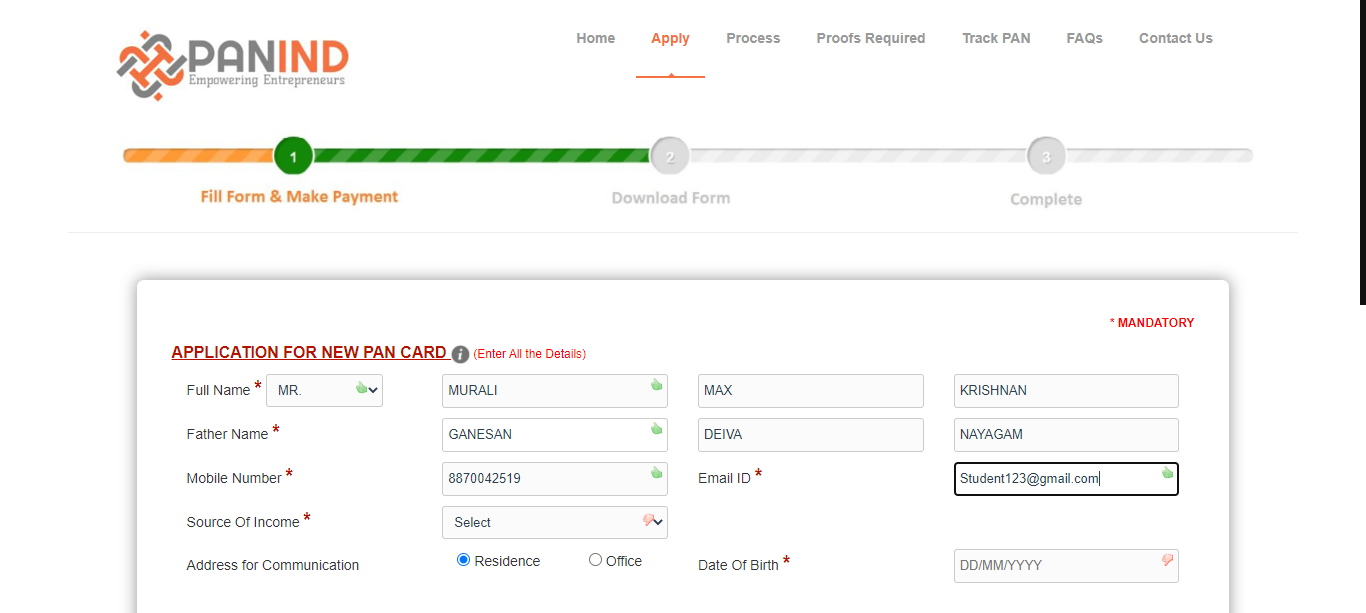 PANIND
Empowering Entrepreneurs
Home Apply Process Proofs Required Track PAN FAQs Contact Us
1 2 3
Fill Form & Make Payment Download Form Complete
* MANDATORY
APPLICATION FOR NEW PAN CARD i (Enter All the Details)
Full Name * MR. MURALI MAX KRISHNAN
Father Name * GANESAN DEIVA NAYAGAM
Mobile Number * 8870042519 Email ID * Student123@gmail.com
Source Of Income * Select
Address for Communication Residence Office Date Of Birth * DD/MM/YYYY